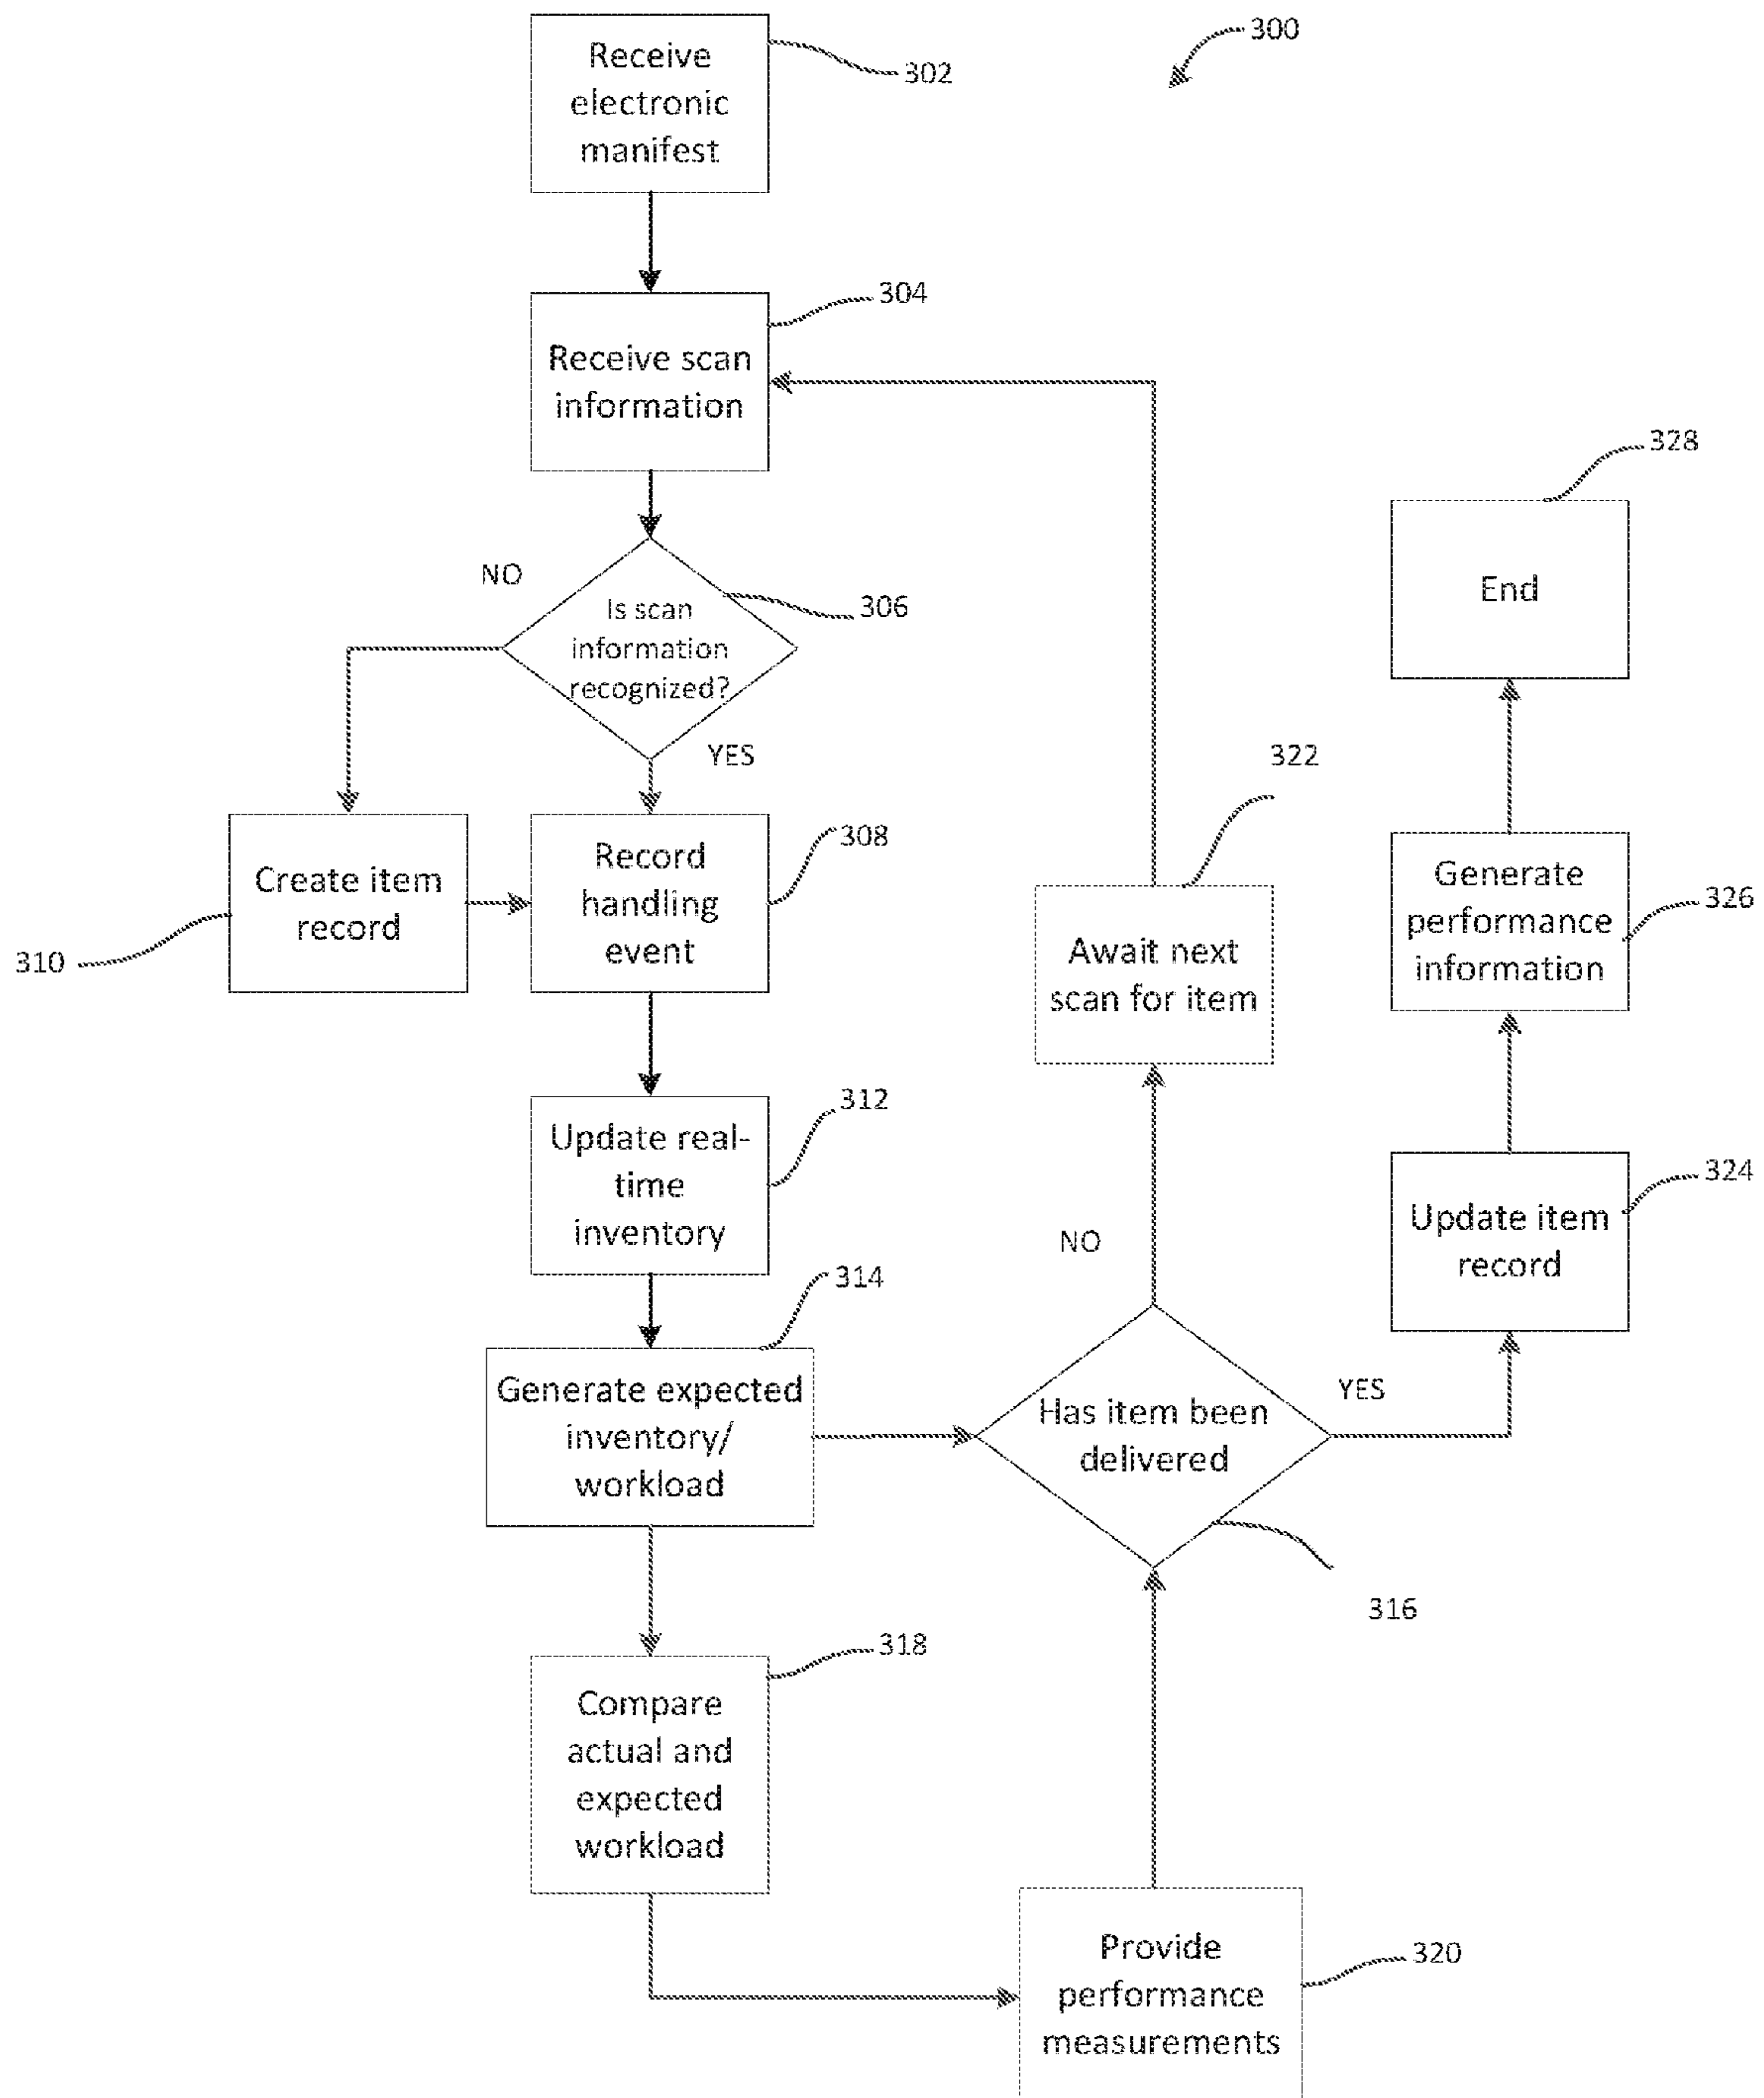 300
Receive
electronic
manifest
302
304
Receive scan
information
NO
Is scan
information
recognized?
306
YES
Create item
record
310
Record
handling
event
308
Update real-
time
inventory
312
314
Generate expected
inventory/
workload
Has item been
delivered
316
NO
YES
322
Await next
scan for item
318
Compare
actual and
expected
workload
Provide
performance
measurements
320
Update item
record
324
Generate
performance
information
326
328
End